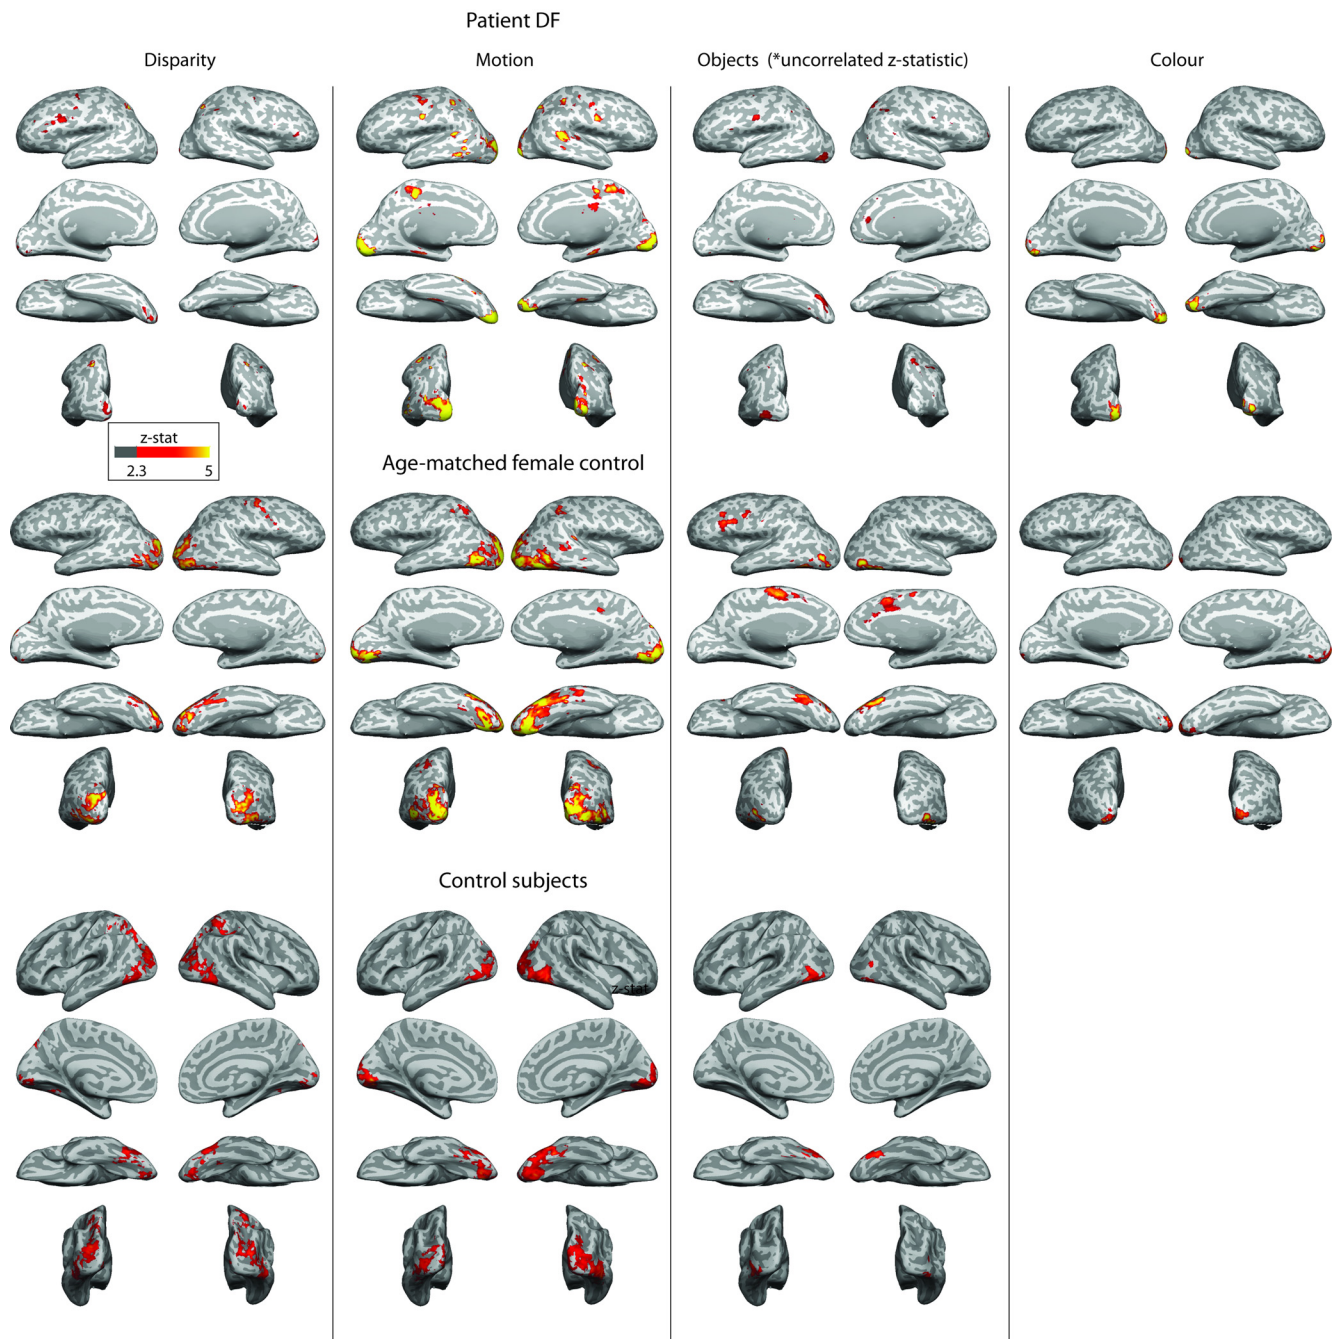 Patient DF
Disparity
Motion
Objects (*uncorrelated z-statistic)
Colour
z-stat
2.3 5
Age-matched female control
Control subjects
z-stat